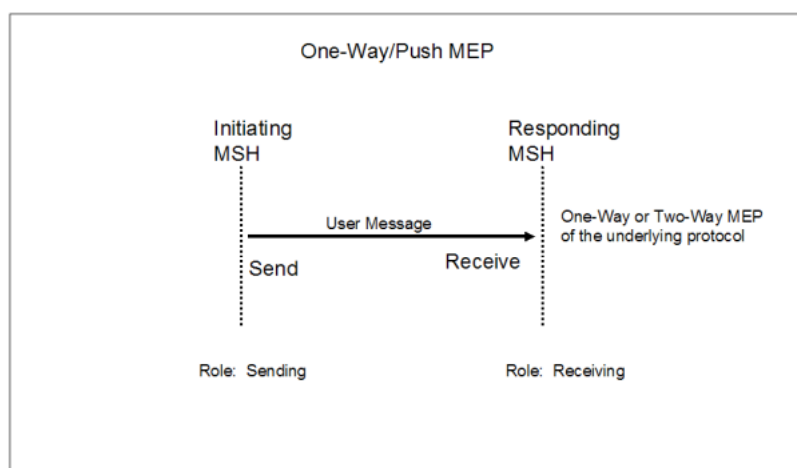 One-Way/Push MEP
Initiating
MSH
Responding
MSH
User Message
One-Way or Two-Way MEP
of the underlying protocol
Send
Receive
Role:  Sending
Role:  Receiving